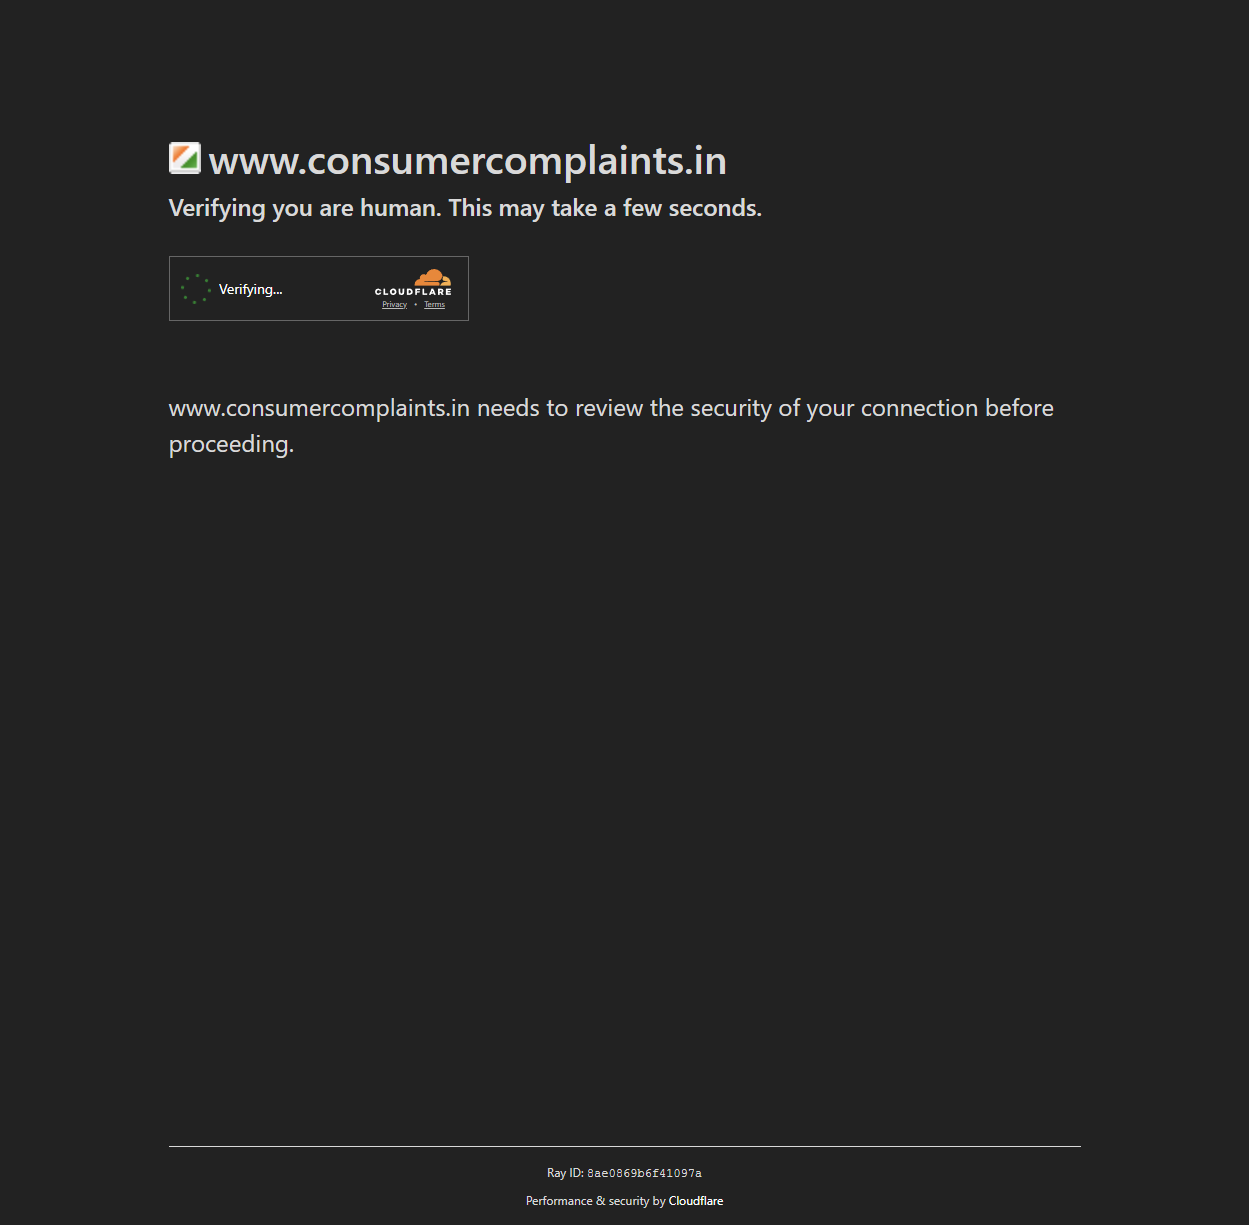 www.consumercomplaints.in
Verifying you are human. This may take a few seconds.
Verifying...
CLOUDFLARE
Privacy • Terms
www.consumercomplaints.in needs to review the security of your connection before
proceeding.
Ray ID: 8ae0869b6f41097a
Performance & security by Cloudflare